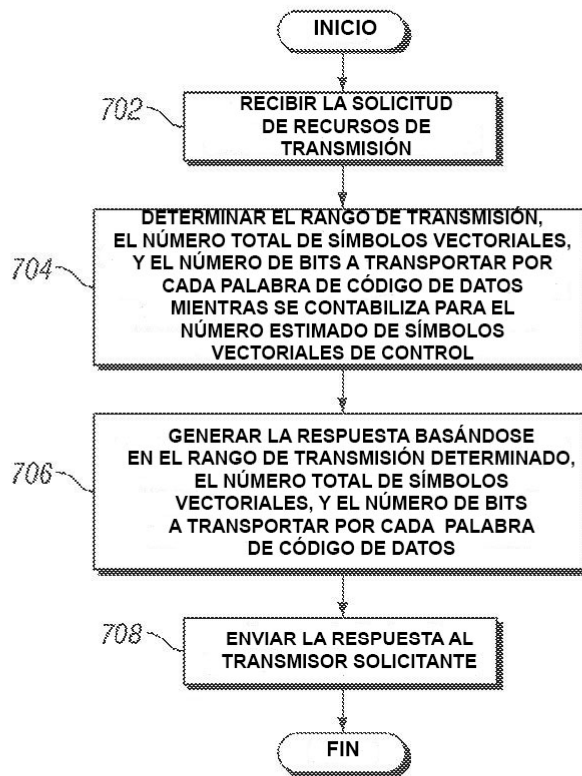 INICIO
702
RECIBIR LA SOLICITUD
DE RECURSOS DE
TRANSMISIÓN
704
DETERMINAR EL RANGO DE TRANSMISIÓN,
EL NÚMERO TOTAL DE SÍMBOLOS VECTORIALES,
Y EL NÚMERO DE BITS A TRANSPORTAR POR
CADA PALABRA DE CÓDIGO DE DATOS
MIENTRAS SE CONTABILIZA PARA EL
NÚMERO ESTIMADO DE SÍMBOLOS
VECTORIALES DE CONTROL
706
GENERAR LA RESPUESTA BASÁNDOSE
EN EL RANGO DE TRANSMISIÓN DETERMINADO,
EL NÚMERO TOTAL DE SÍMBOLOS
VECTORIALES, Y EL NÚMERO DE BITS
A TRANSPORTAR POR CADA PALABRA
DE CÓDIGO DE DATOS
708
ENVIAR LA RESPUESTA AL
TRANSMISOR SOLICITANTE
FIN